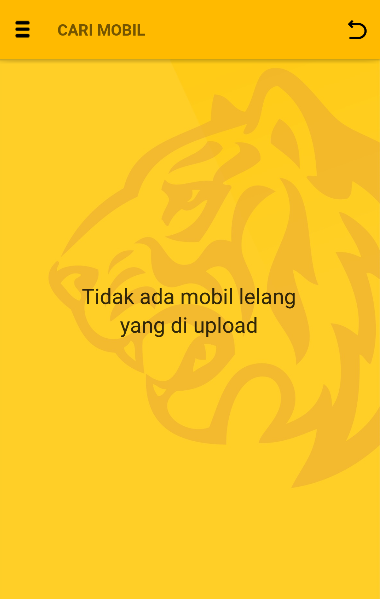 CARI MOBIL
Tidak ada mobil lelang
yang di upload